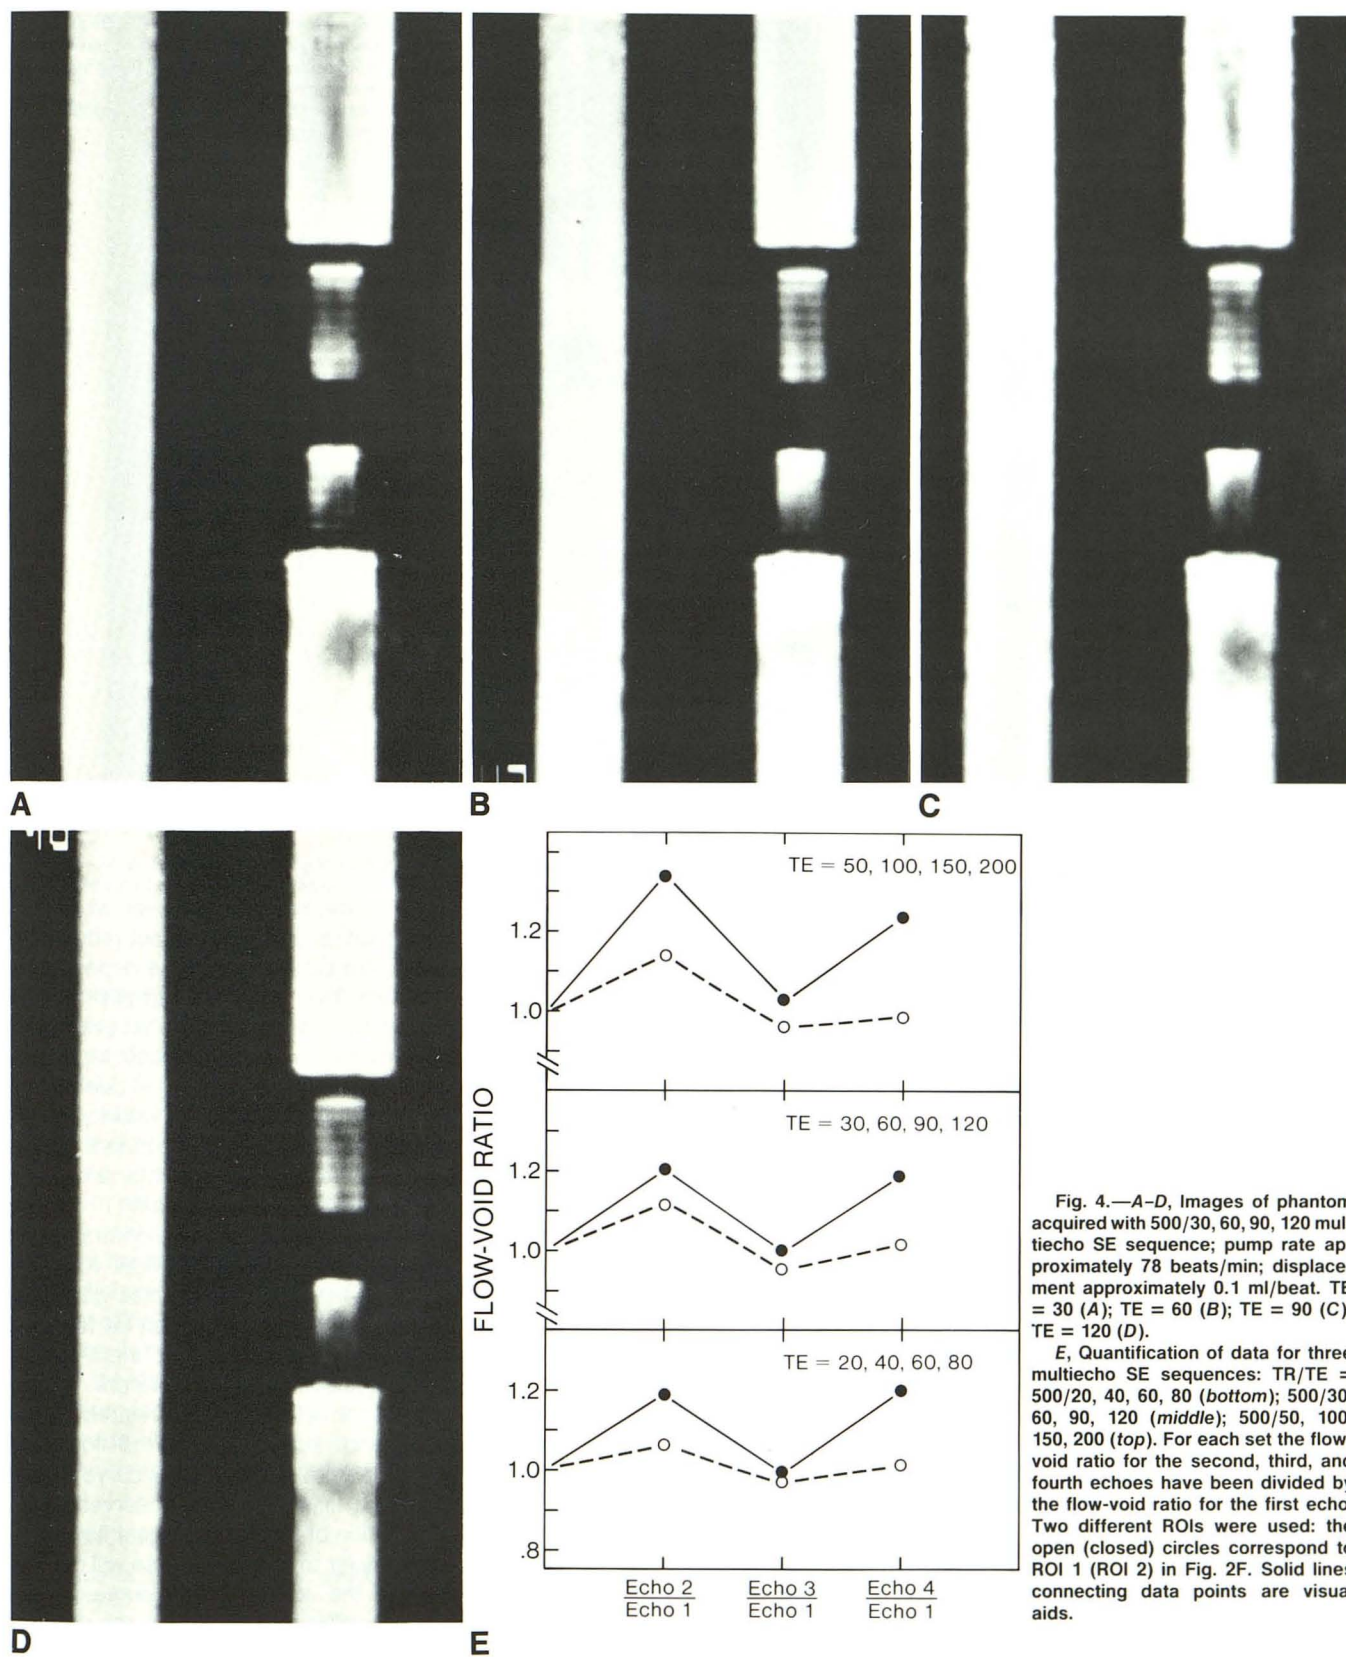 A
B
C
TE = 50, 100, 150, 200
1.2
1.0
TE = 30, 60, 90, 120
1.2
1.0
TE = 20, 40, 60, 80
1.2
1.0
.8
FLOW-VOID RATIO
Echo 2
Echo 1
Echo 3
Echo 1
Echo 4
Echo 1
D
E
Fig. 4.—A–D, Images of phantom
acquired with 500/30, 60, 90, 120 mul
tiecho SE sequence; pump rate ap
proximately 78 beats/min; displace
ment approximately 0.1 ml/beat. TE
= 30 (A); TE = 60 (B); TE = 90 (C)
TE = 120 (D).
E, Quantification of data for three
multiecho SE sequences: TR/TE =
500/20, 40, 60, 80 (bottom); 500/30
60, 90, 120 (middle); 500/50, 100
150, 200 (top). For each set the flow
void ratio for the second, third, and
fourth echoes have been divided by
the flow-void ratio for the first echo
Two different ROIs were used: the
open (closed) circles correspond to
ROI 1 (ROI 2) in Fig. 2F. Solid lines
connecting data points are visual
aids.